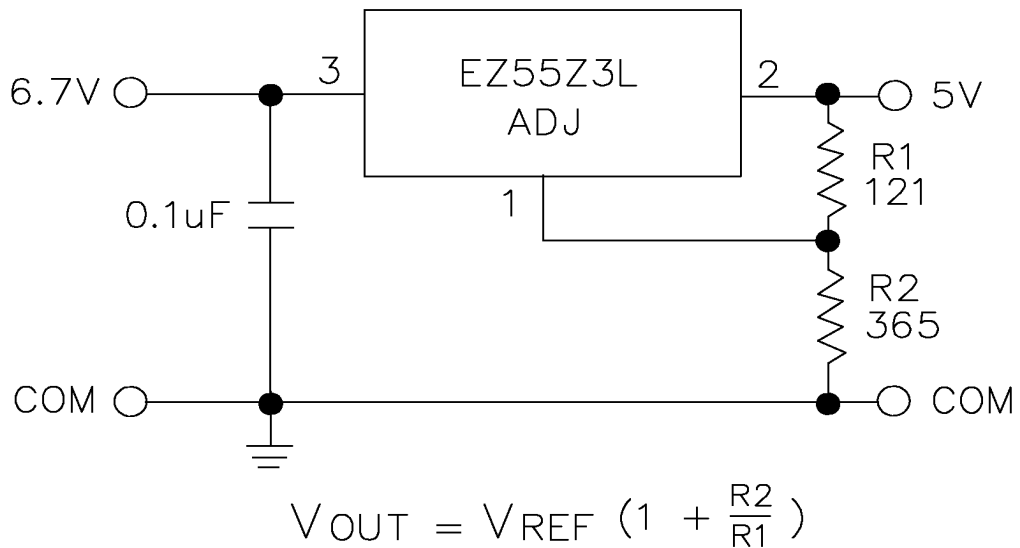 6.7V
3
EZ55Z3L
ADJ
2
5V
1
R1
121
0.1uF
R2
365
COM
COM
VOUT = VREF (1 + R2/R1)